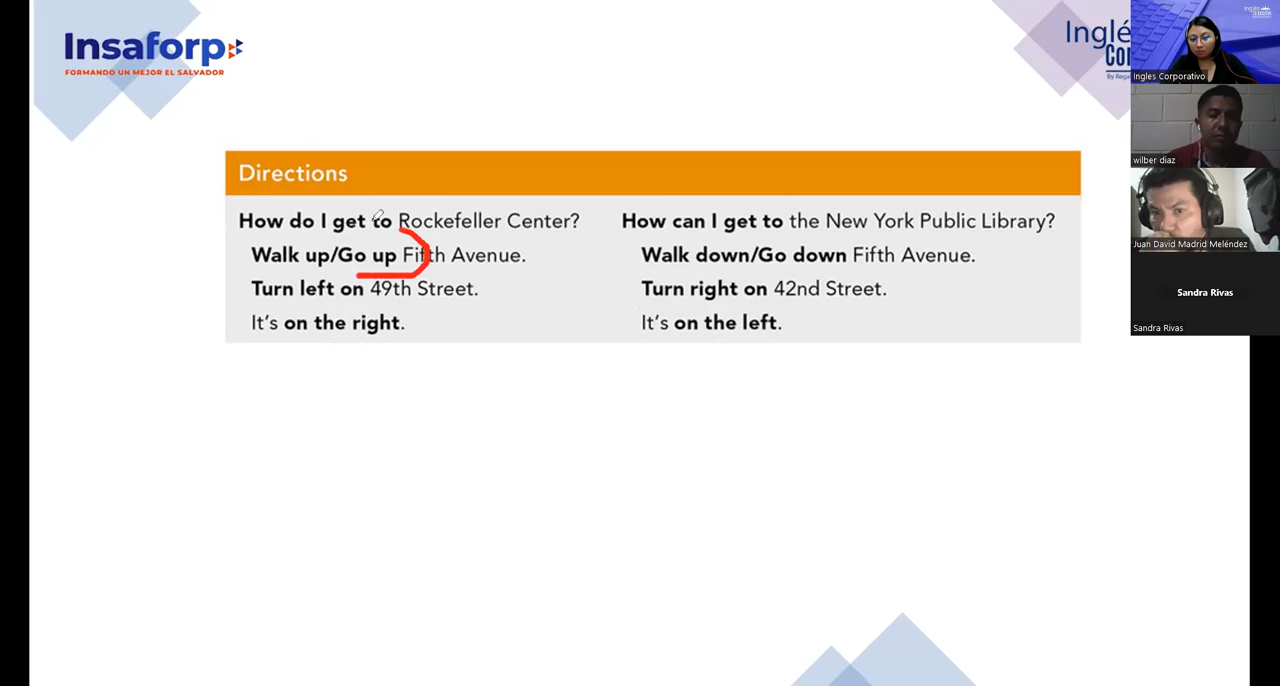 Insaforp
FORMANDO UN MEJOR EL SALVADOR
Directions
How do I get to Rockefeller Center?
Walk up/Go up Fifth Avenue.
Turn left on 49th Street.
It's on the right.
How can I get to the New York Public Library?
Walk down/Go down Fifth Avenue.
Turn right on 42nd Street.
It's on the left.
Ingles Corporativo
wilber diaz
Juan David Madrid Meléndez
Sandra Rivas
Sandra Rivas